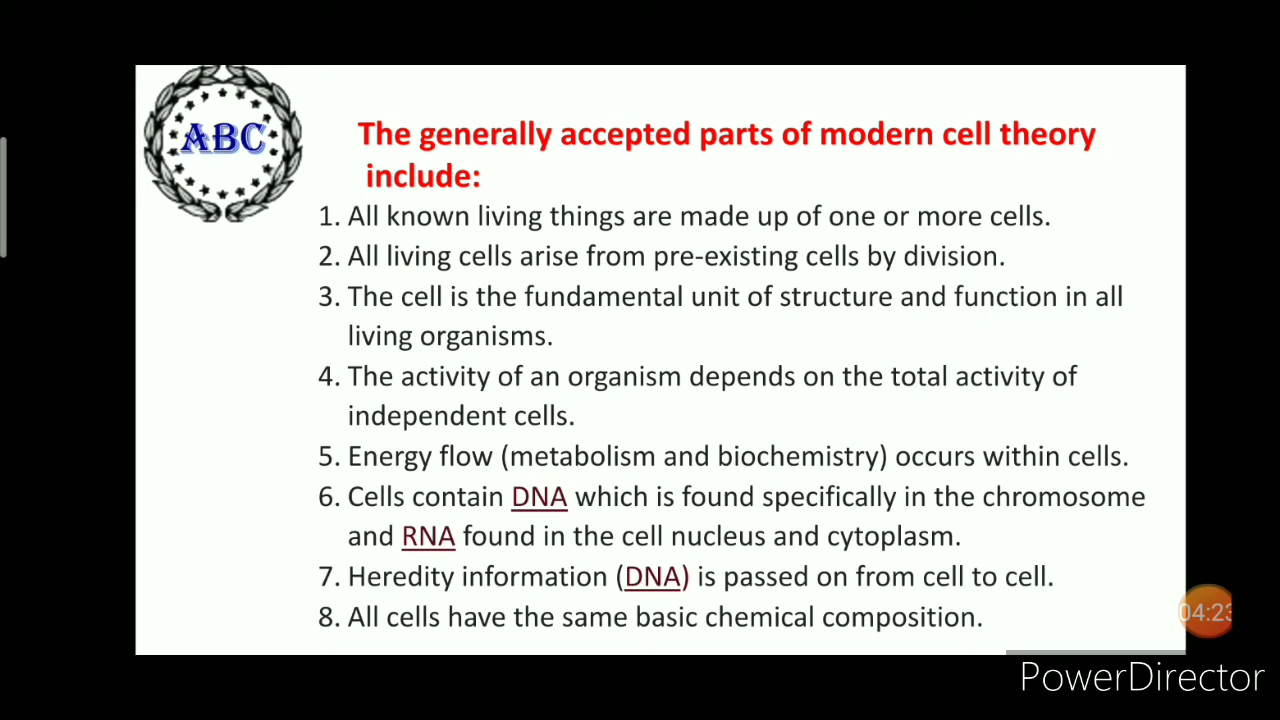 ABC
The generally accepted parts of modern cell theory
include:
1. All known living things are made up of one or more cells.
2. All living cells arise from pre-existing cells by division.
3. The cell is the fundamental unit of structure and function in all
living organisms.
4. The activity of an organism depends on the total activity of
independent cells.
5. Energy flow (metabolism and biochemistry) occurs within cells.
6. Cells contain DNA which is found specifically in the chromosome
and RNA found in the cell nucleus and cytoplasm.
7. Heredity information (DNA) is passed on from cell to cell.
8. All cells have the same basic chemical composition.
04:23
PowerDirector